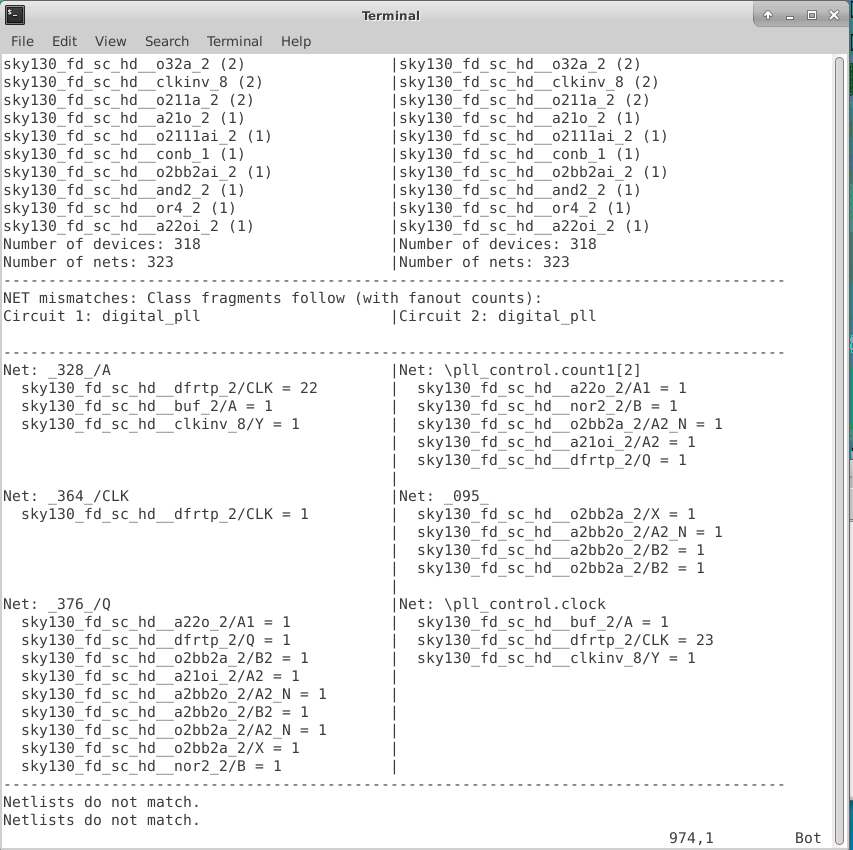 Terminal
File Edit View Search Terminal Help
sky130_fd_sc_hd__o32a_2 (2) |sky130_fd_sc_hd__o32a_2 (2)
sky130_fd_sc_hd__clkinv_8 (2) |sky130_fd_sc_hd__clkinv_8 (2)
sky130_fd_sc_hd__o211a_2 (2) |sky130_fd_sc_hd__o211a_2 (2)
sky130_fd_sc_hd__a21o_2 (1) |sky130_fd_sc_hd__a21o_2 (1)
sky130_fd_sc_hd__o2111ai_2 (1) |sky130_fd_sc_hd__o2111ai_2 (1)
sky130_fd_sc_hd__conb_1 (1) |sky130_fd_sc_hd__conb_1 (1)
sky130_fd_sc_hd__o2bb2ai_2 (1) |sky130_fd_sc_hd__o2bb2ai_2 (1)
sky130_fd_sc_hd__and2_2 (1) |sky130_fd_sc_hd__and2_2 (1)
sky130_fd_sc_hd__or4_2 (1) |sky130_fd_sc_hd__or4_2 (1)
sky130_fd_sc_hd__a22oi_2 (1) |sky130_fd_sc_hd__a22oi_2 (1)
Number of devices: 318 |Number of devices: 318
Number of nets: 323 |Number of nets: 323
---------------------------------------------------------------------------------------
NET mismatches: Class fragments follow (with fanout counts):
Circuit 1: digital_pll |Circuit 2: digital_pll
---------------------------------------------------------------------------------------
Net: _328_/A |Net: \pll_control.count1[2]
sky130_fd_sc_hd__dfrtp_2/CLK = 22 | sky130_fd_sc_hd__a22o_2/A1 = 1
sky130_fd_sc_hd__buf_2/A = 1 | sky130_fd_sc_hd__nor2_2/B = 1
sky130_fd_sc_hd__clkinv_8/Y = 1 | sky130_fd_sc_hd__o2bb2a_2/A2_N = 1
| sky130_fd_sc_hd__a21oi_2/A2 = 1
| sky130_fd_sc_hd__dfrtp_2/Q = 1
|
Net: _364_/CLK |Net: _095_
sky130_fd_sc_hd__dfrtp_2/CLK = 1 | sky130_fd_sc_hd__o2bb2a_2/X = 1
| sky130_fd_sc_hd__a2bb2o_2/A2_N = 1
| sky130_fd_sc_hd__a2bb2o_2/B2 = 1
| sky130_fd_sc_hd__o2bb2a_2/B2 = 1
|
Net: _376_/Q |Net: \pll_control.clock
sky130_fd_sc_hd__a22o_2/A1 = 1 | sky130_fd_sc_hd__buf_2/A = 1
sky130_fd_sc_hd__dfrtp_2/Q = 1 | sky130_fd_sc_hd__dfrtp_2/CLK = 23
sky130_fd_sc_hd__o2bb2a_2/B2 = 1 | sky130_fd_sc_hd__clkinv_8/Y = 1
sky130_fd_sc_hd__a21oi_2/A2 = 1 |
sky130_fd_sc_hd__a2bb2o_2/A2_N = 1 |
sky130_fd_sc_hd__a2bb2o_2/B2 = 1 |
sky130_fd_sc_hd__o2bb2a_2/A2_N = 1 |
sky130_fd_sc_hd__o2bb2a_2/X = 1 |
sky130_fd_sc_hd__nor2_2/B = 1 |
---------------------------------------------------------------------------------------
Netlists do not match.
Netlists do not match.
974,1 Bot